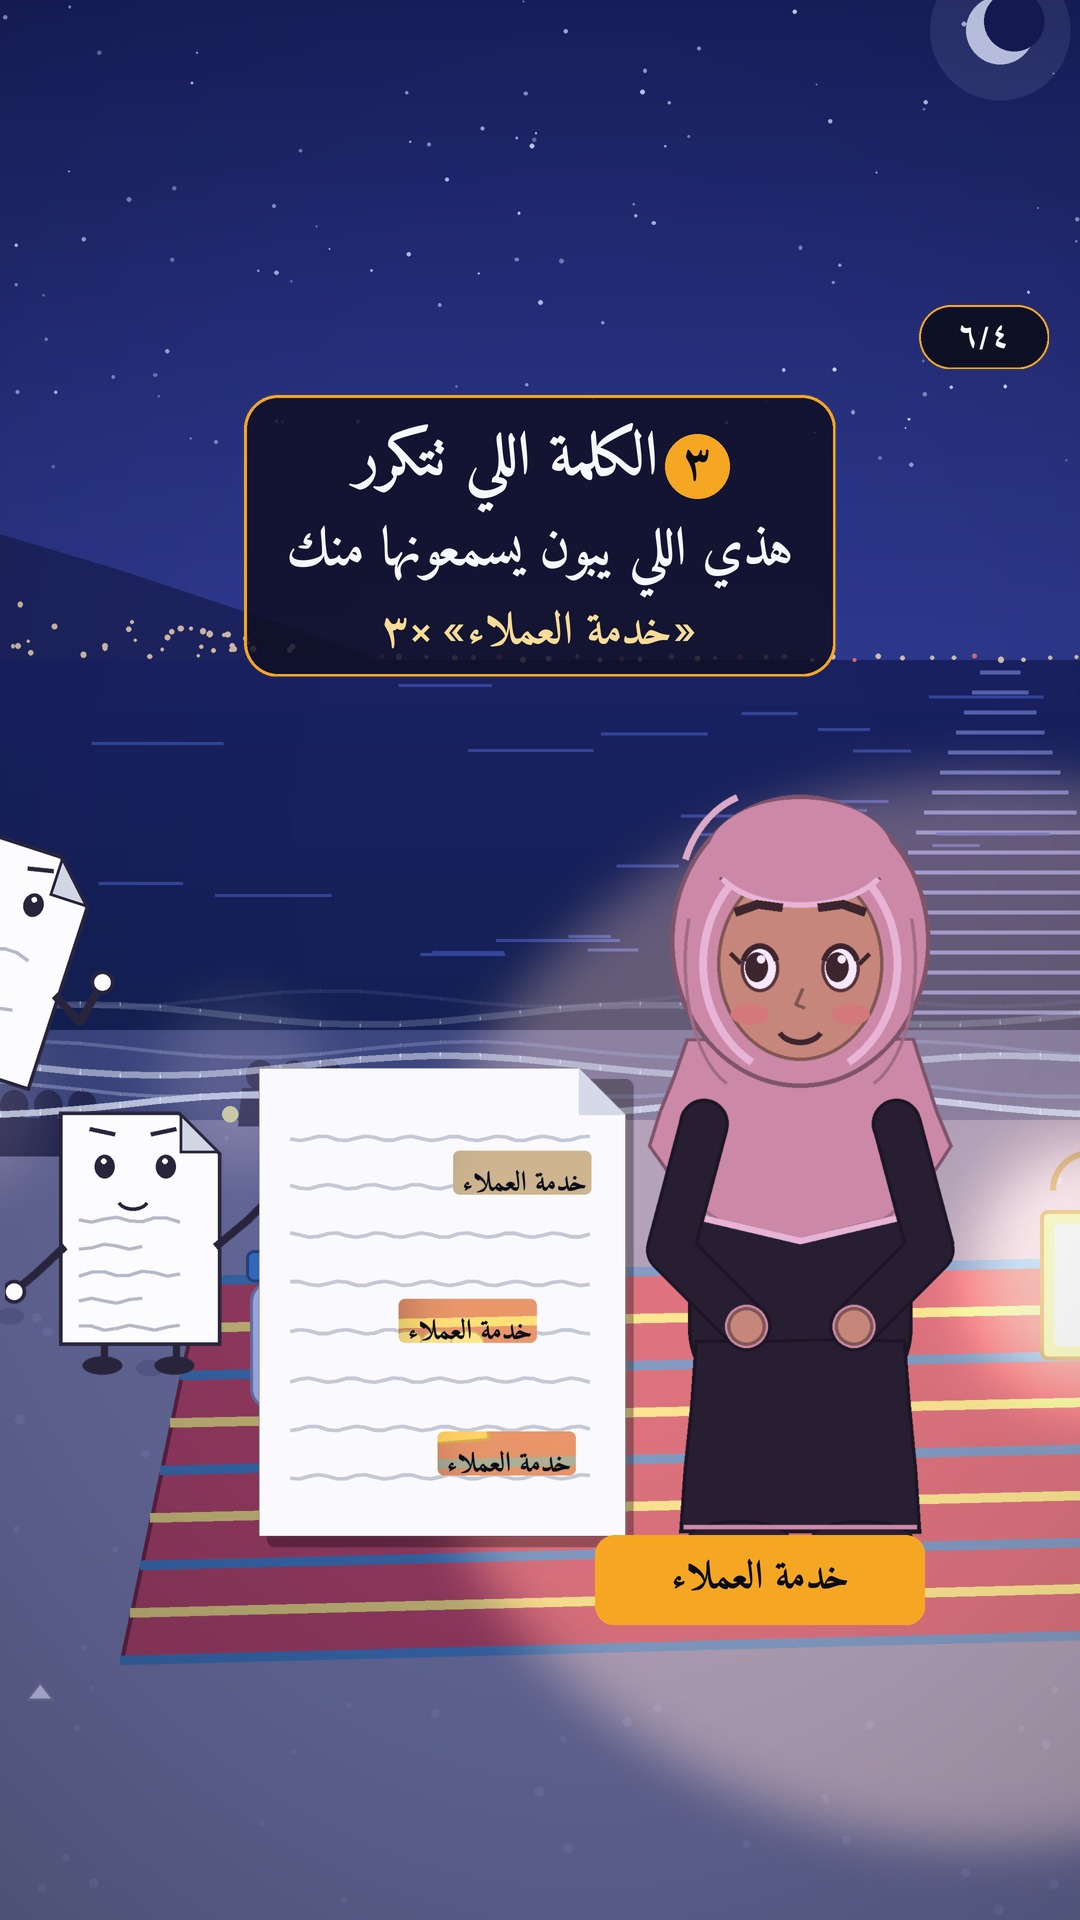 ٤/٦
٣ الكلمة اللي تتكرر
هذي اللي يبون يسمعونها منك
«خدمة العملاء» ×٣
خدمة العملاء
خدمة العملاء
خدمة العملاء
خدمة العملاء